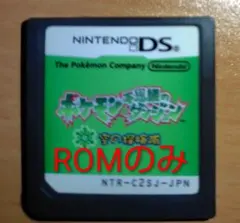 NINTENDO DS
The Pokémon Company Nintendo
ポケモン不思議のダンジョン
空の探検隊
ROMのみ
NTR-C2SJ-JPN